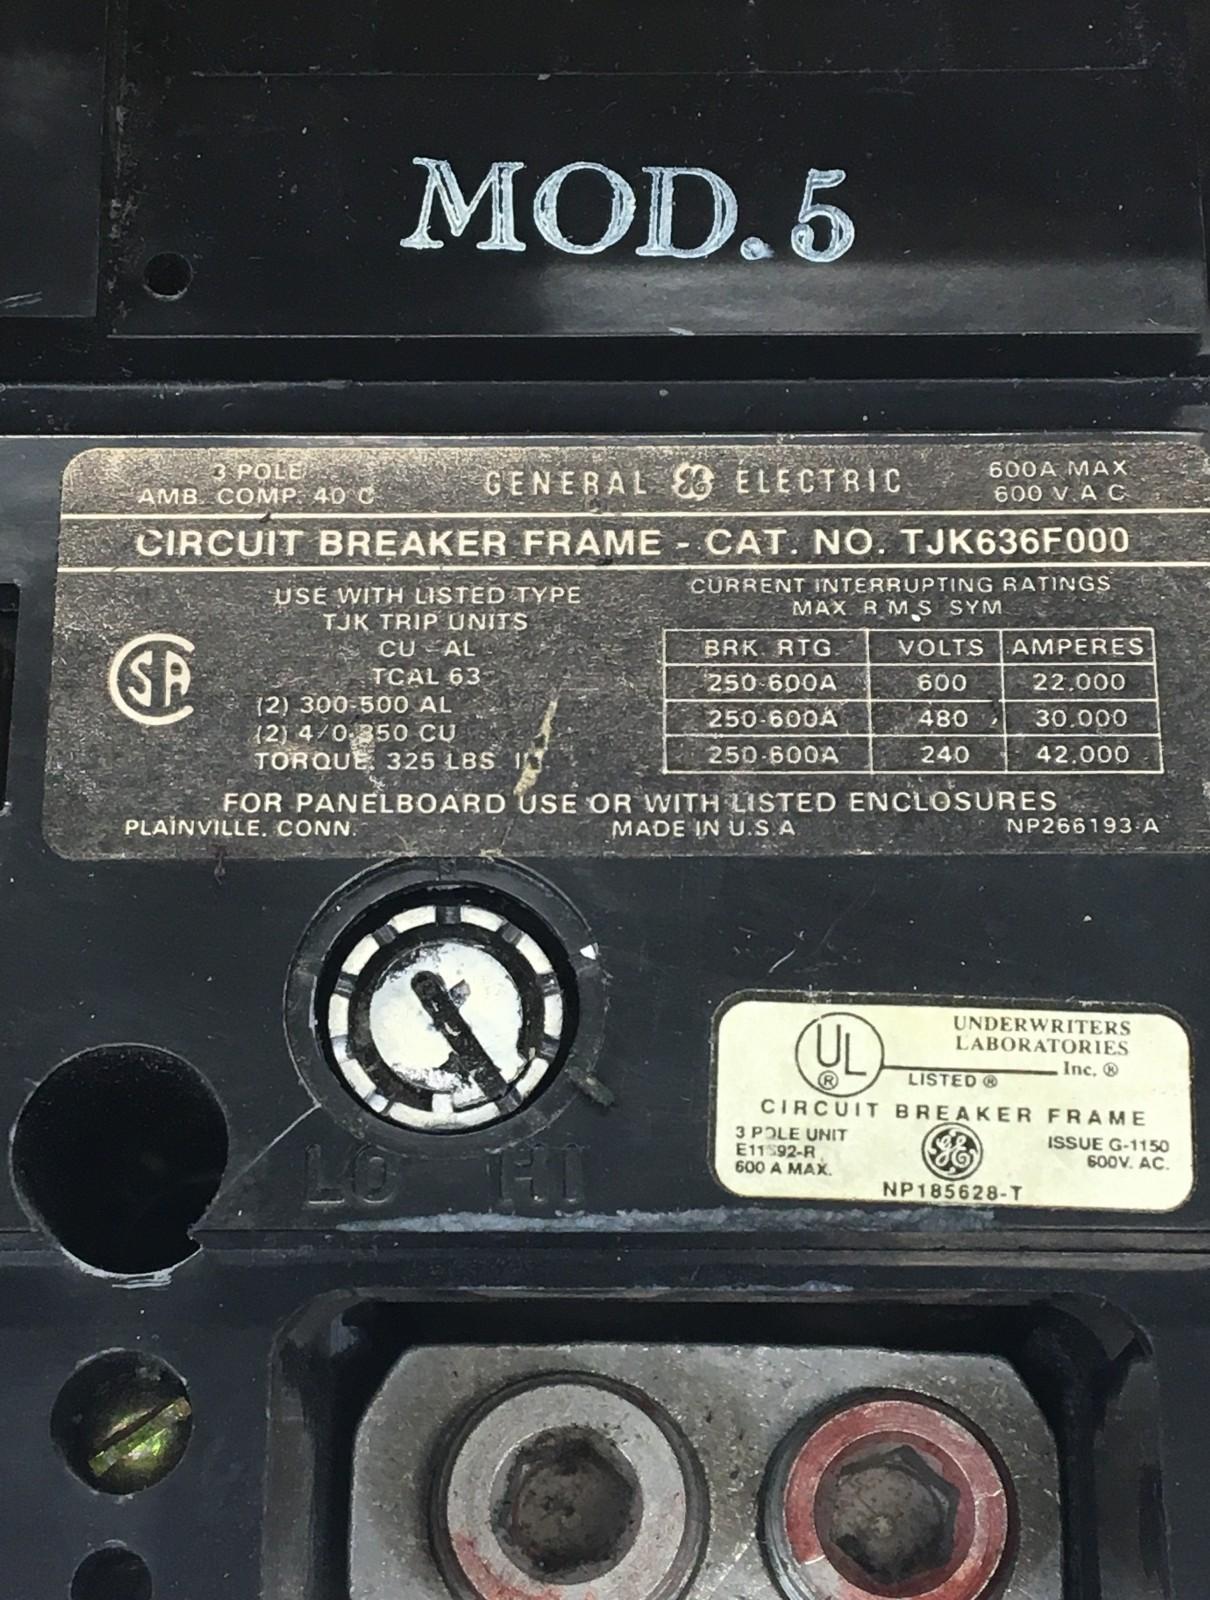 MOD. 5
3 POLE
AMB. COMP. 40 C
GENERAL GE ELECTRIC
600A MAX
600 V A C
CIRCUIT BREAKER FRAME - CAT. NO. TJK636F000
USE WITH LISTED TYPE
TJK TRIP UNITS
CU - AL
TCAL 63
(2) 300-500 AL
(2) 4/0-350 CU
TORQUE. 325 LBS
CSA
CURRENT INTERRUPTING RATINGS
MAX R M S SYM
BRK. RTG. VOLTS AMPERES
250-600A 600 22,000
250-600A 480 30,000
250-600A 240 42,000
FOR PANELBOARD USE OR WITH LISTED ENCLOSURES
PLAINVILLE, CONN. MADE IN U.S.A NP266193-A
LO HI
UL ®
UNDERWRITERS
LABORATORIES
Inc. ®
LISTED ®
CIRCUIT BREAKER FRAME
3 POLE UNIT
600 A MAX.
GE
ISSUE G-1150
600V. AC.
NP185628-T